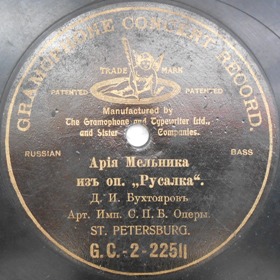 GRAMOPHONE CONCERT RECORD.
TRADE MARK
PATENTED PATENTED
Manufactured by
The Gramophone and Typewriter Ltd.,
and Sister Companies.
RUSSIAN BASS
Арія Мельника
изъ оп. „Русалка“.
Д. И. Бухтояровъ
Арт. Имп. С. П. Б. Оперы.
ST. PETERSBURG.
G.C.-2-22511